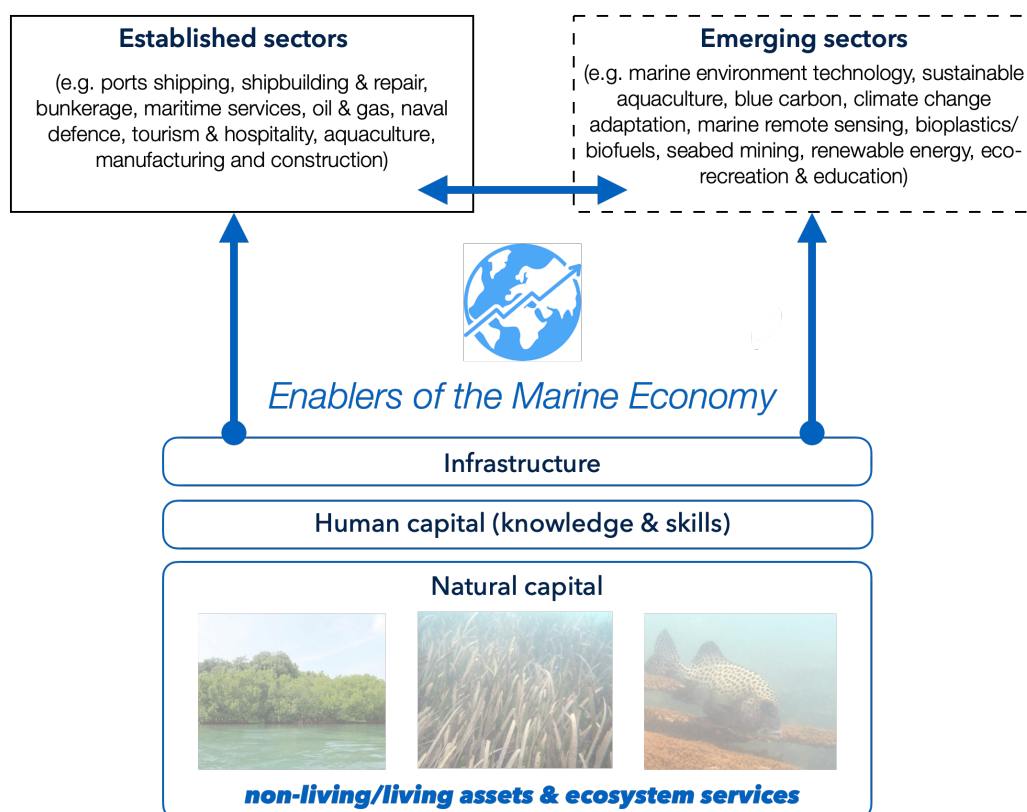 Established sectors
(e.g. ports shipping, shipbuilding & repair,
bunkerage, maritime services, oil & gas, naval
defence, tourism & hospitality, aquaculture,
manufacturing and construction)
Emerging sectors
(e.g. marine environment technology, sustainable
aquaculture, blue carbon, climate change
adaptation, marine remote sensing, bioplastics/
biofuels, seabed mining, renewable energy, eco-
recreation & education)
Enablers of the Marine Economy
Infrastructure
Human capital (knowledge & skills)
Natural capital
non-living/living assets & ecosystem services